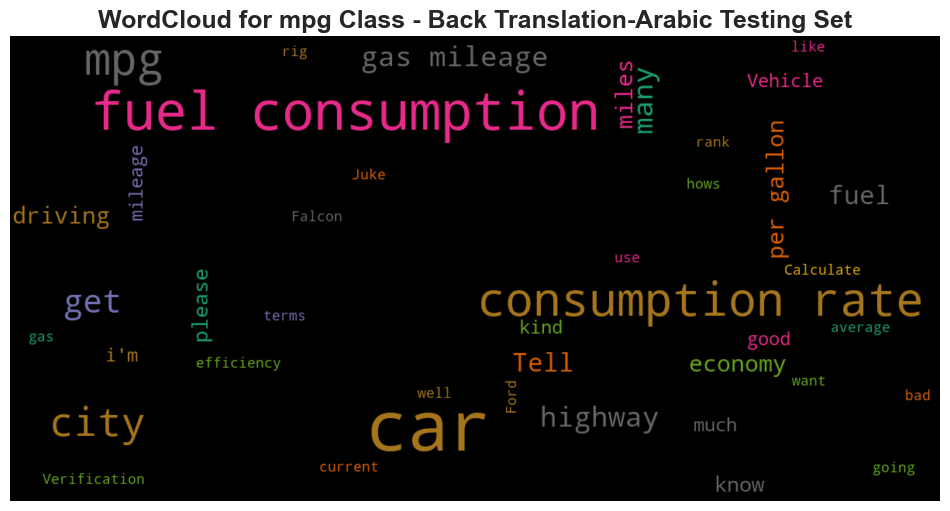 WordCloud for mpg Class - Back Translation-Arabic Testing Set
mpg
rig
gas mileage
like
miles
many
Vehicle
fuel consumption
rank
per gallon
mileage
Juke
hows
fuel
driving
Falcon
use
Calculate
get
please
terms
consumption rate
gas
kind
good
average
i'm
efficiency
Tell
economy
want
well
Ford
bad
city
car
highway
much
current
going
Verification
know